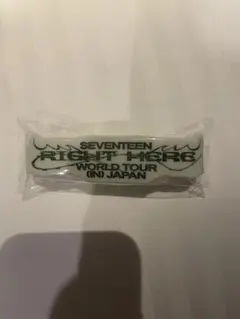 SEVENTEEN
RIGHT HERE
WORLD TOUR
(IN) JAPAN